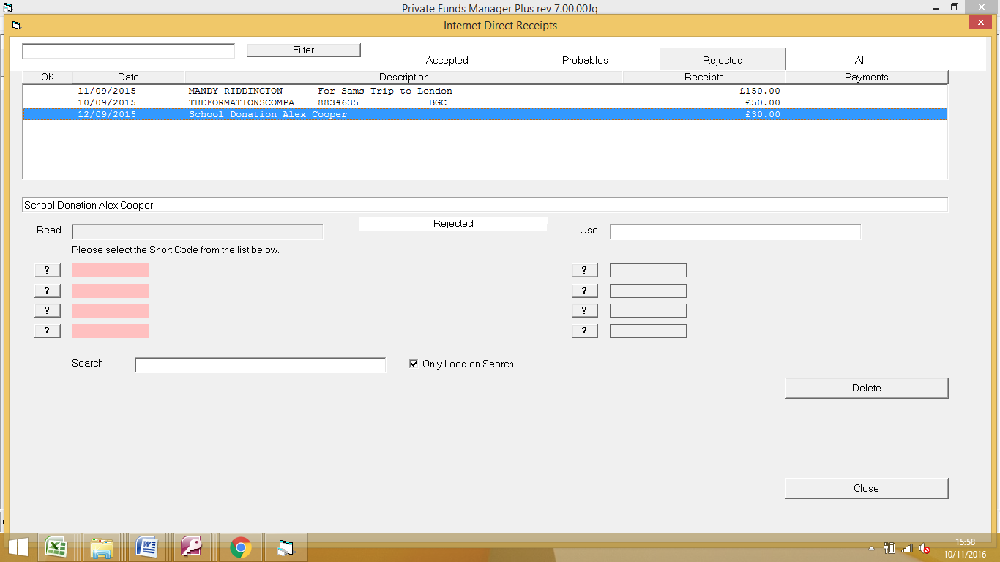 Private Funds Manager Plus rev 7.00.00Jq
Internet Direct Receipts
Filter
Accepted Probables Rejected All
OK Date Description Receipts Payments
11/09/2015 MANDY RIDDINGTON For Sams Trip to London £150.00
10/09/2015 THEFORMATIONSCOMPA 8834635 BGC £50.00
12/09/2015 School Donation Alex Cooper £30.00
School Donation Alex Cooper
Read Rejected Use
Please select the Short Code from the list below.
? ?
? ?
? ?
? ?
Search Only Load on Search
Delete
Close
15:58
10/11/2016